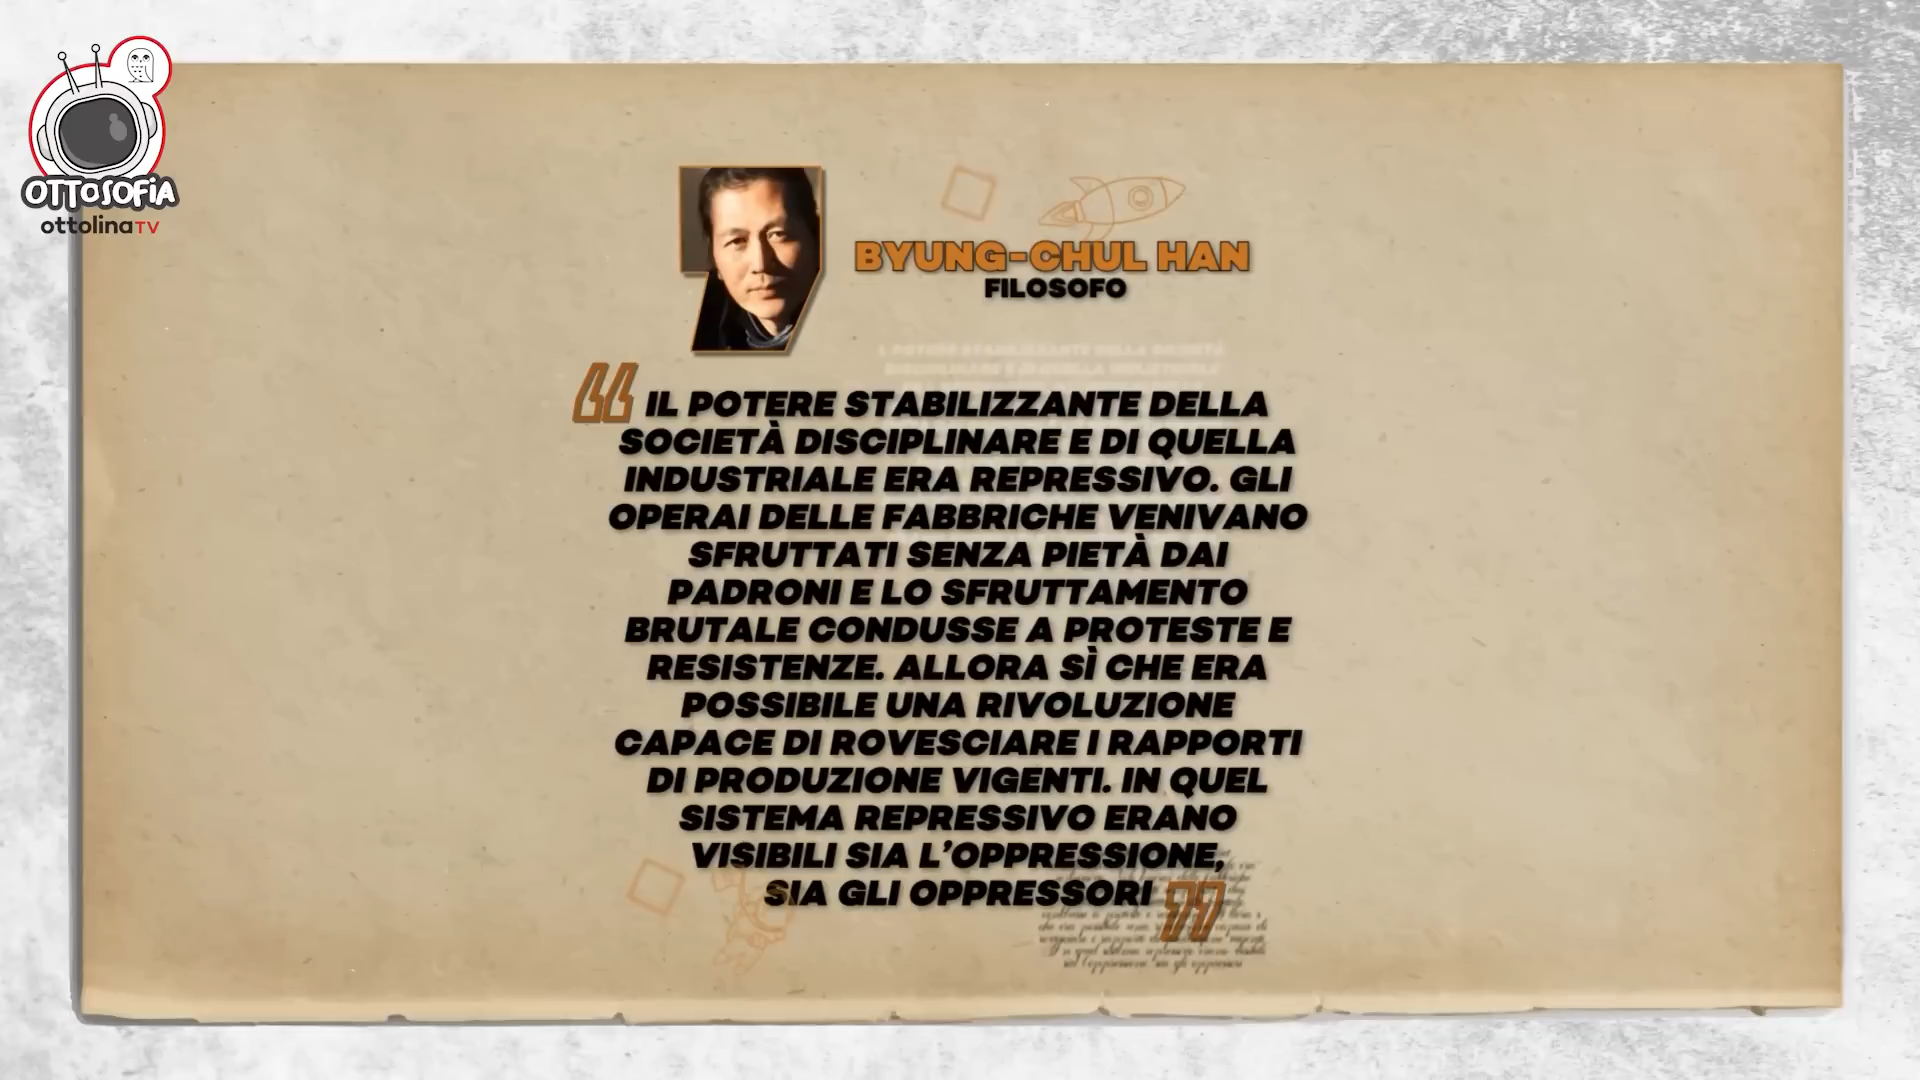 OTTOSOFIA
ottolinaTV
BYUNG-CHUL HAN
FILOSOFO
IL POTERE STABILIZZANTE DELLA
SOCIETÀ DISCIPLINARE E DI QUELLA
INDUSTRIALE ERA REPRESSIVO. GLI
OPERAI DELLE FABBRICHE VENIVANO
SFRUTTATI SENZA PIETÀ DAI
PADRONI E LO SFRUTTAMENTO
BRUTALE CONDUSSE A PROTESTE E
RESISTENZE. ALLORA SÌ CHE ERA
POSSIBILE UNA RIVOLUZIONE
CAPACE DI ROVESCIARE I RAPPORTI
DI PRODUZIONE VIGENTI. IN QUEL
SISTEMA REPRESSIVO ERANO
VISIBILI SIA L’OPPRESSIONE,
SIA GLI OPPRESSORI